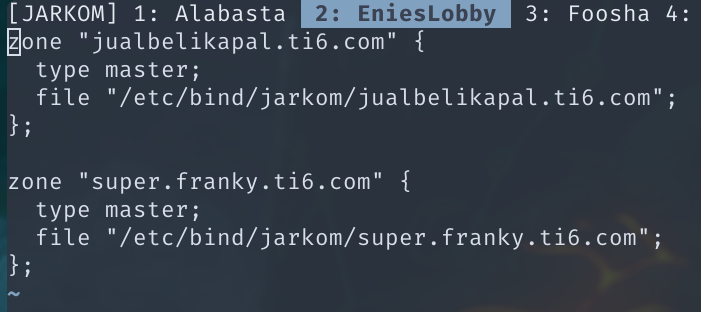 [JARKOM] 1: Alabasta 2: EniesLobby 3: Foosha 4:
zone "jualbelikapal.ti6.com" {
  type master;
  file "/etc/bind/jarkom/jualbelikapal.ti6.com";
};

zone "super.franky.ti6.com" {
  type master;
  file "/etc/bind/jarkom/super.franky.ti6.com";
};
~